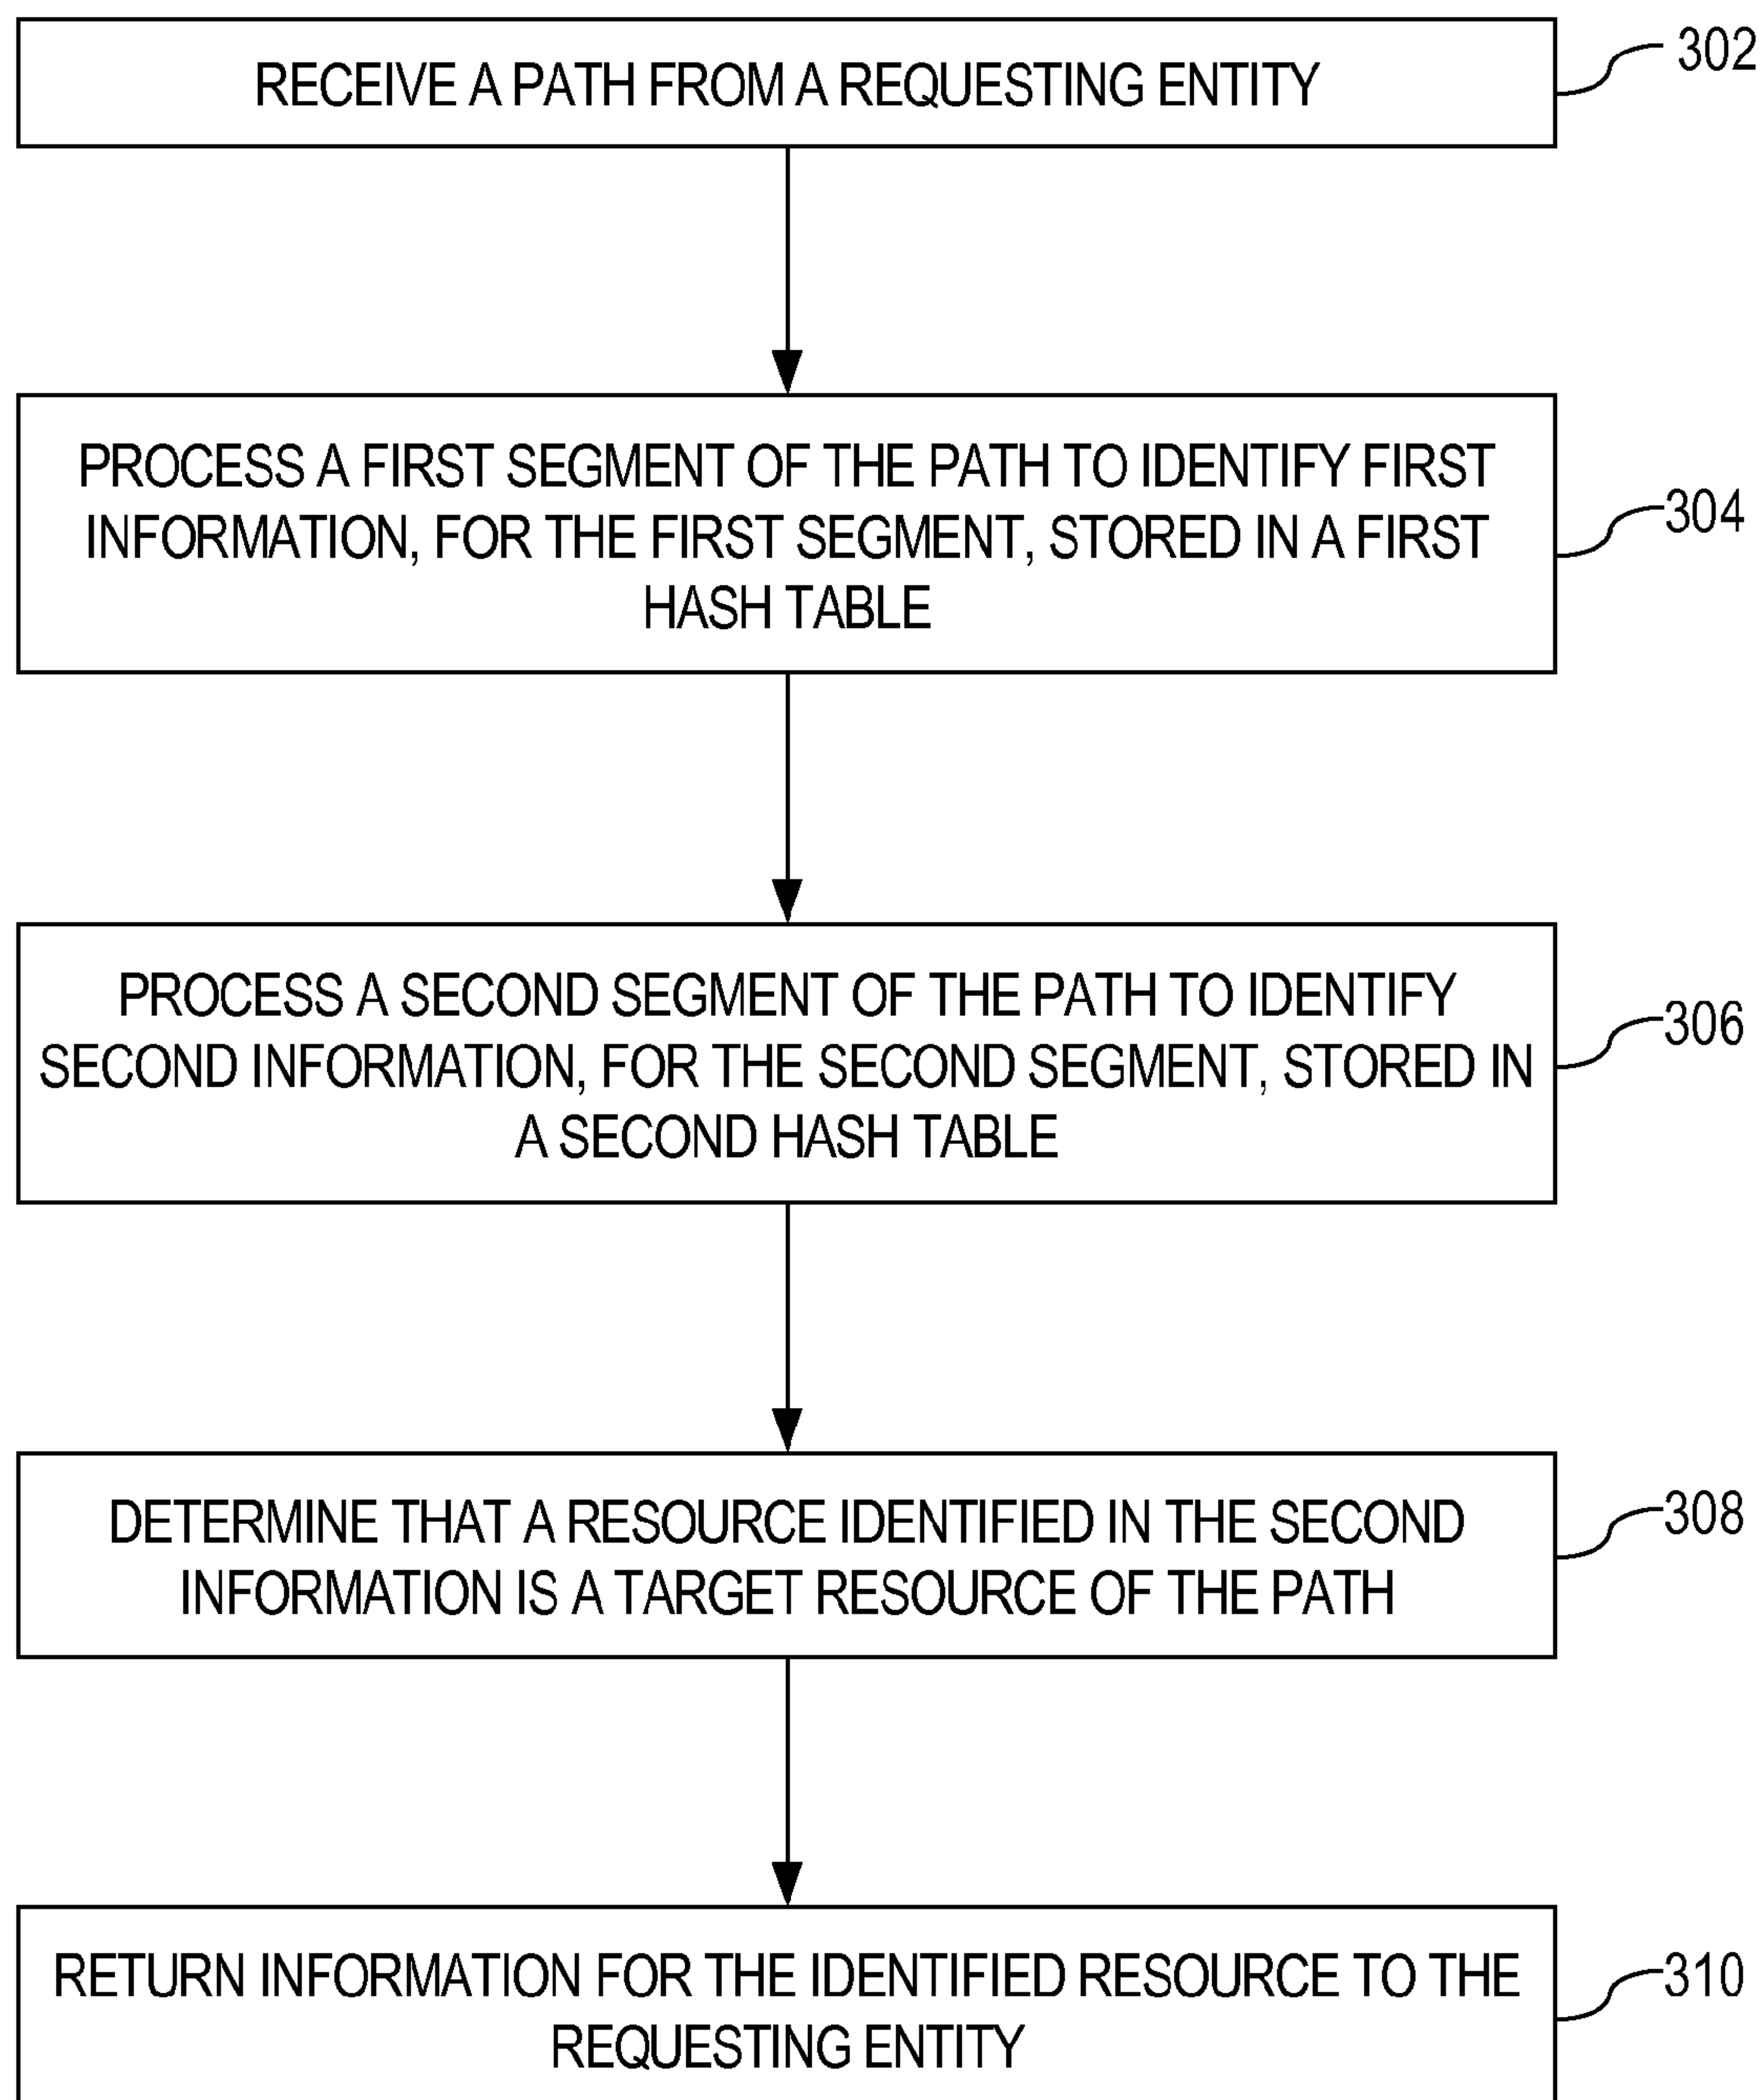 RECEIVE A PATH FROM A REQUESTING ENTITY
302
PROCESS A FIRST SEGMENT OF THE PATH TO IDENTIFY FIRST
INFORMATION, FOR THE FIRST SEGMENT, STORED IN A FIRST
HASH TABLE
304
PROCESS A SECOND SEGMENT OF THE PATH TO IDENTIFY
SECOND INFORMATION, FOR THE SECOND SEGMENT, STORED IN
A SECOND HASH TABLE
306
DETERMINE THAT A RESOURCE IDENTIFIED IN THE SECOND
INFORMATION IS A TARGET RESOURCE OF THE PATH
308
RETURN INFORMATION FOR THE IDENTIFIED RESOURCE TO THE
REQUESTING ENTITY
310